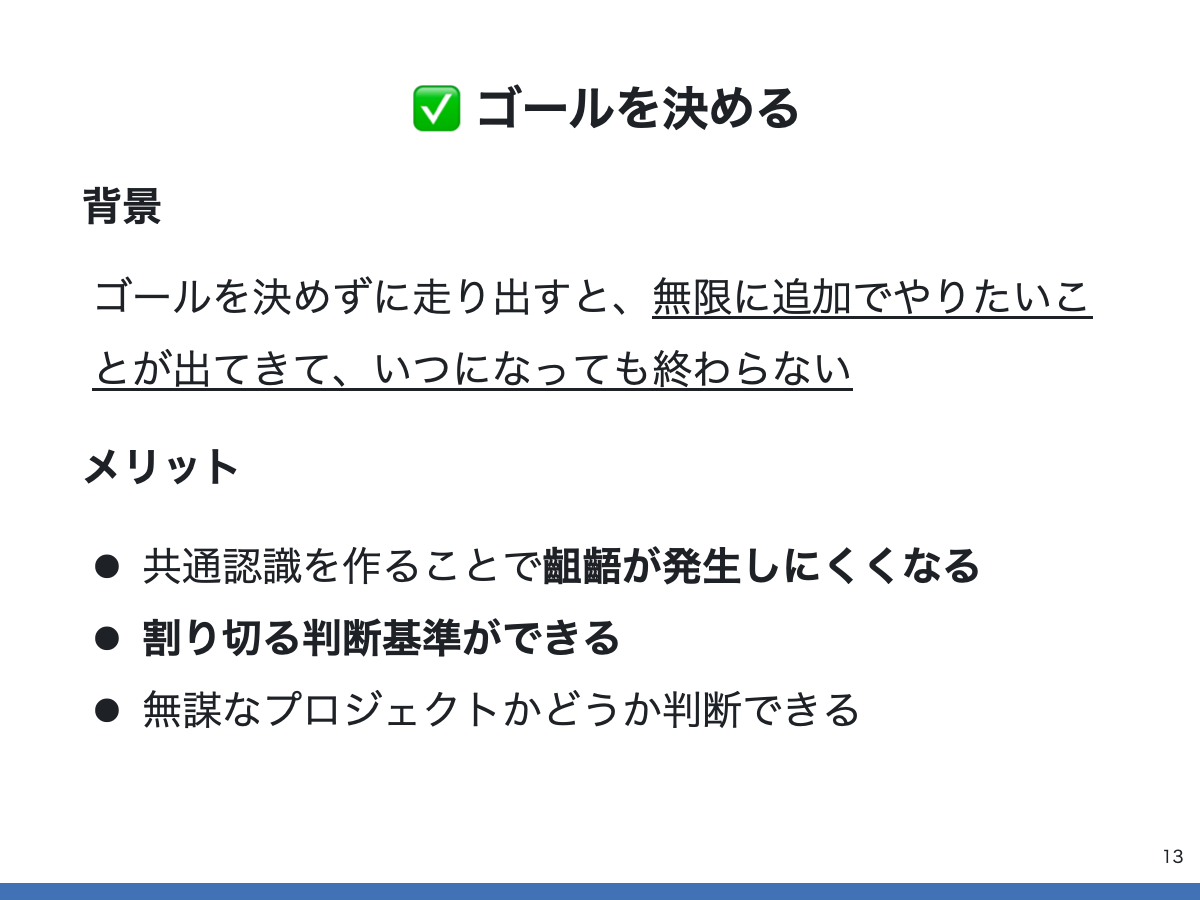 ✅ ゴールを決める
背景
ゴールを決めずに走り出すと、無限に追加でやりたいこ
とが出てきて、いつになっても終わらない
メリット
● 共通認識を作ることで齟齬が発生しにくくなる
● 割り切る判断基準ができる
● 無謀なプロジェクトかどうか判断できる
13